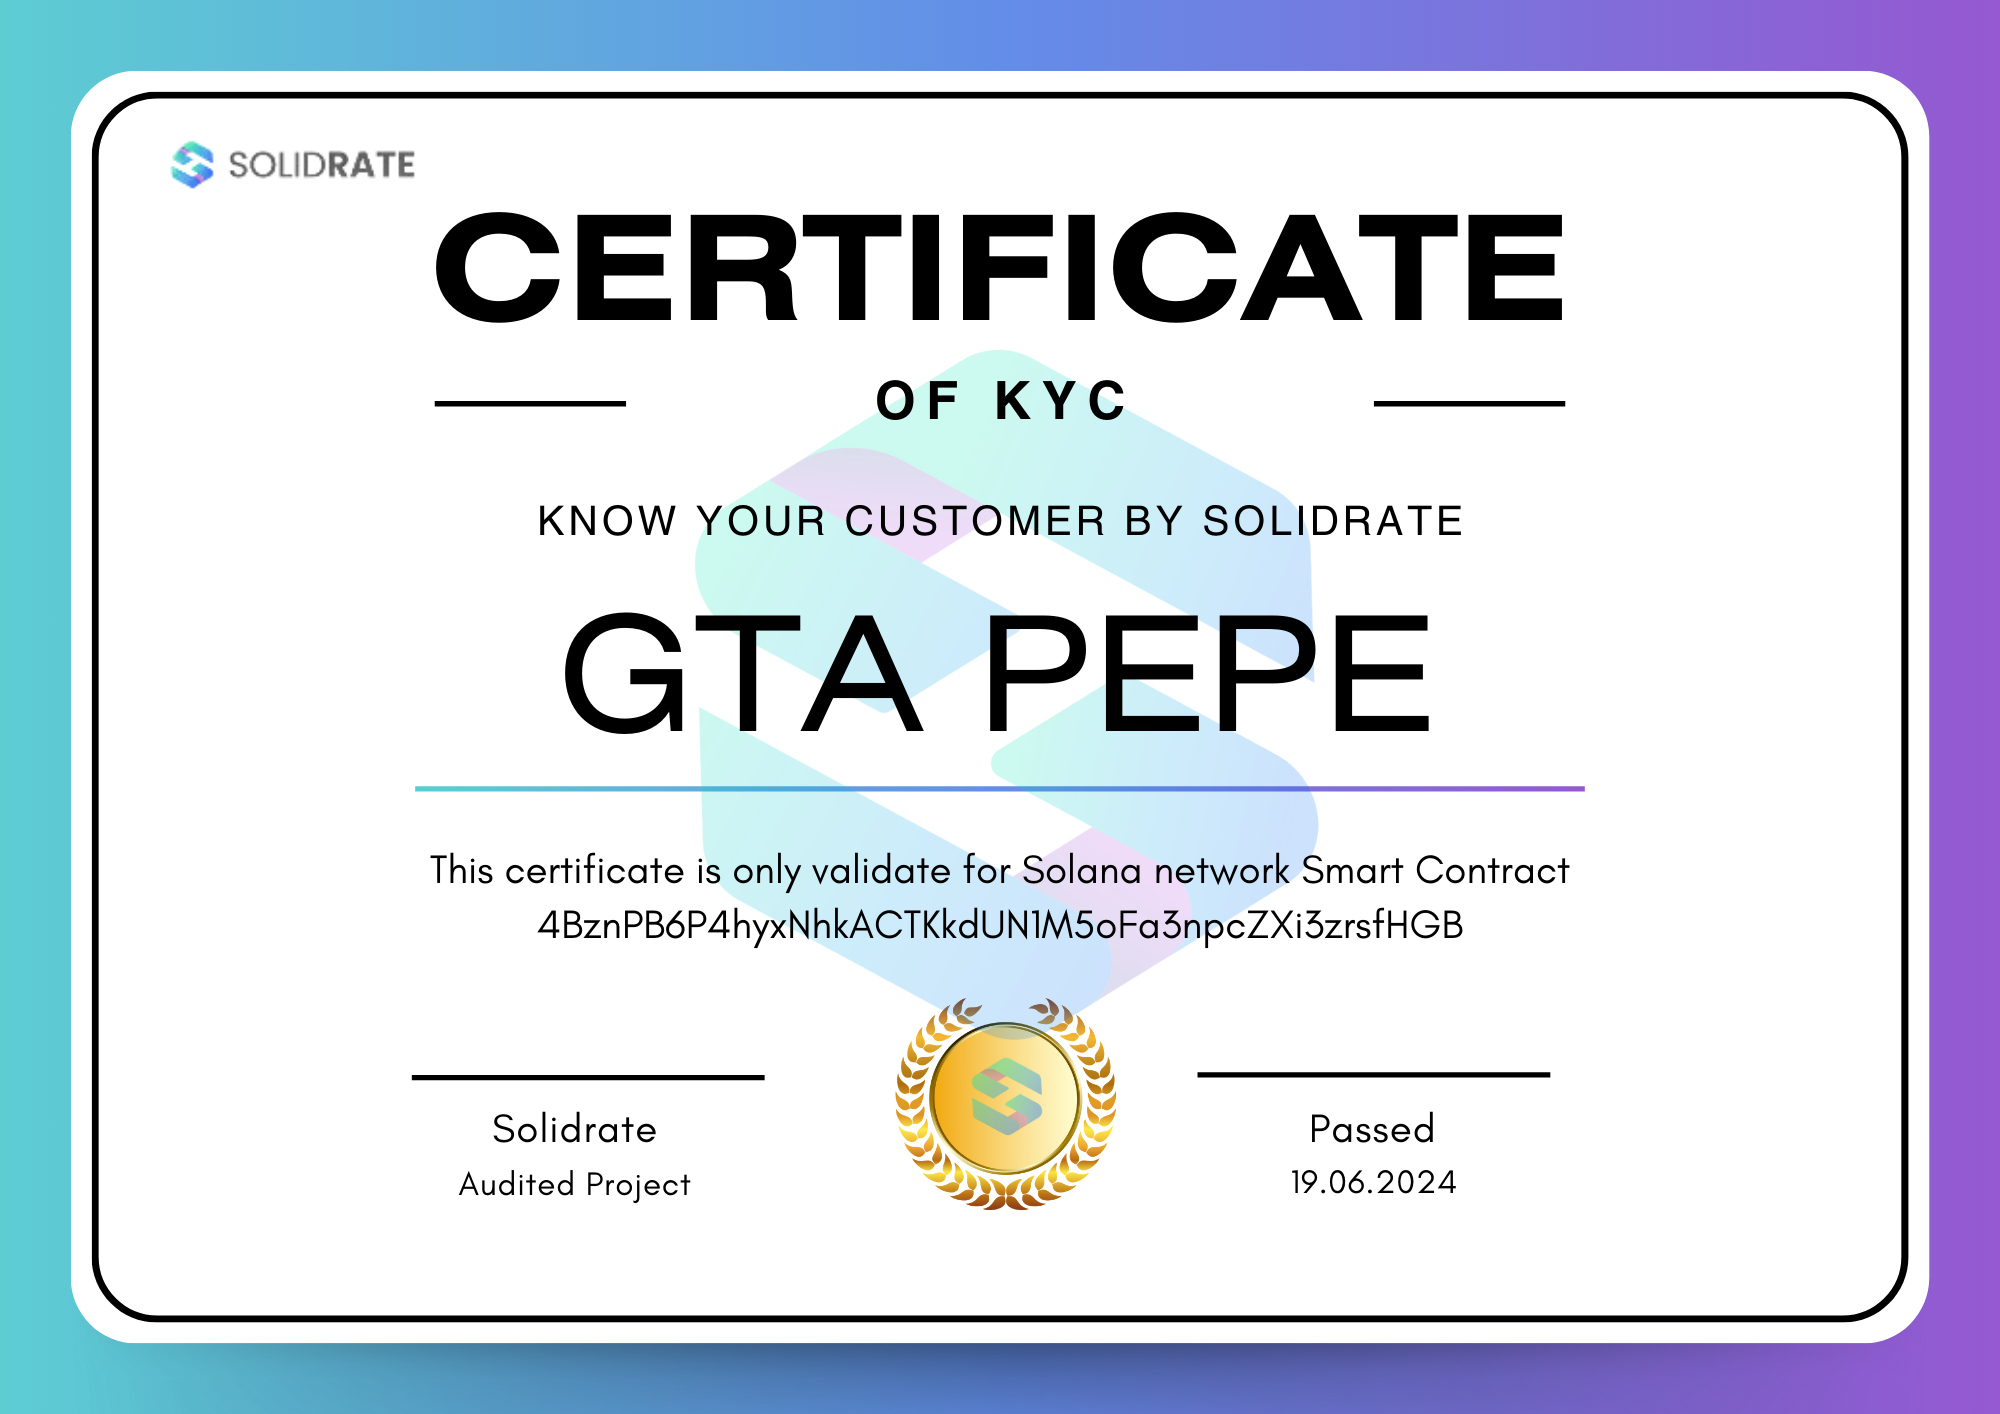 SOLIDRATE
CERTIFICATE
OF KYC
KNOW YOUR CUSTOMER BY SOLIDRATE
GTA PEPE
This certificate is only validate for Solana network Smart Contract
4BznPB6P4hyxNhkACTKkdUN1M5oFa3npcZXi3zrsfHGB
Solidrate
Audited Project
Passed
19.06.2024